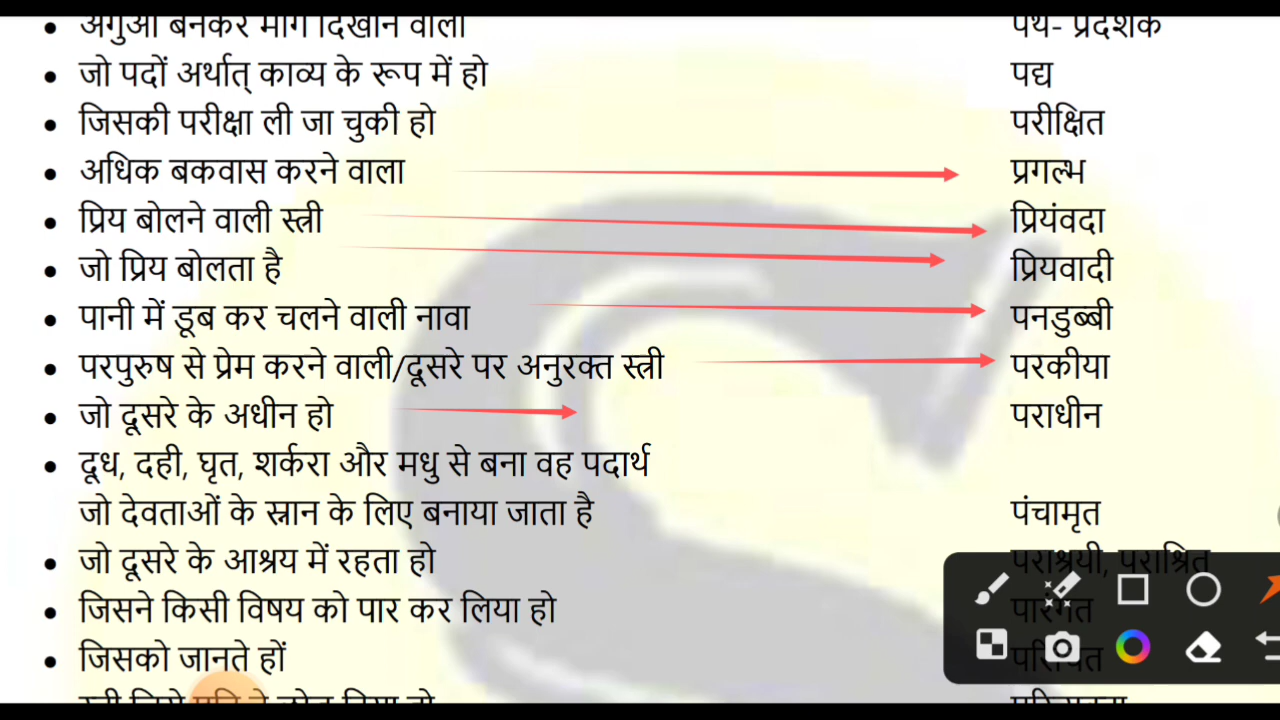 अगुआ बनकर मार्ग दिखाने वाला पथ- प्रदर्शक
जो पदों अर्थात् काव्य के रूप में हो पद्य
जिसकी परीक्षा ली जा चुकी हो परीक्षित
अधिक बकवास करने वाला प्रगल्भ
प्रिय बोलने वाली स्त्री प्रियंवदा
जो प्रिय बोलता है प्रियवादी
पानी में डूब कर चलने वाली नावा पनडुब्बी
परपुरुष से प्रेम करने वाली/दूसरे पर अनुरक्त स्त्री परकीया
जो दूसरे के अधीन हो पराधीन
दूध, दही, घृत, शर्करा और मधु से बना वह पदार्थ
जो देवताओं के स्नान के लिए बनाया जाता है पंचामृत
जो दूसरे के आश्रय में रहता हो पराश्रयी, पराश्रित
जिसने किसी विषय को पार कर लिया हो पारंगत
जिसको जानते हों परिचित